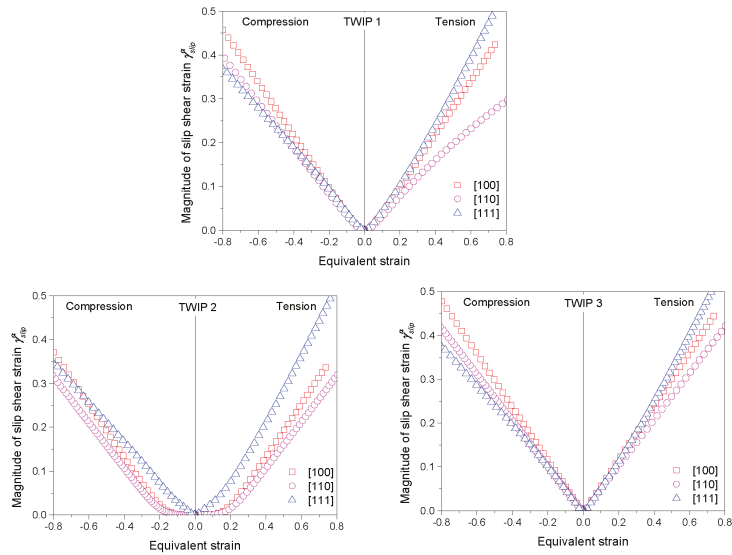 Compression TWIP 1 Tension
Magnitude of slip shear strain γ^α_slip
0.5
0.4
0.3
0.2
0.1
0.0
[100]
[110]
[111]
-0.8 -0.6 -0.4 -0.2 0.0 0.2 0.4 0.6 0.8
Equivalent strain
Compression TWIP 2 Tension
Magnitude of slip shear strain γ^α_slip
0.5
0.4
0.3
0.2
0.1
0.0
[100]
[110]
[111]
-0.8 -0.6 -0.4 -0.2 0.0 0.2 0.4 0.6 0.8
Equivalent strain
Compression TWIP 3 Tension
Magnitude of slip shear strain γ^α_slip
0.5
0.4
0.3
0.2
0.1
0.0
[100]
[110]
[111]
-0.8 -0.6 -0.4 -0.2 0.0 0.2 0.4 0.6 0.8
Equivalent strain